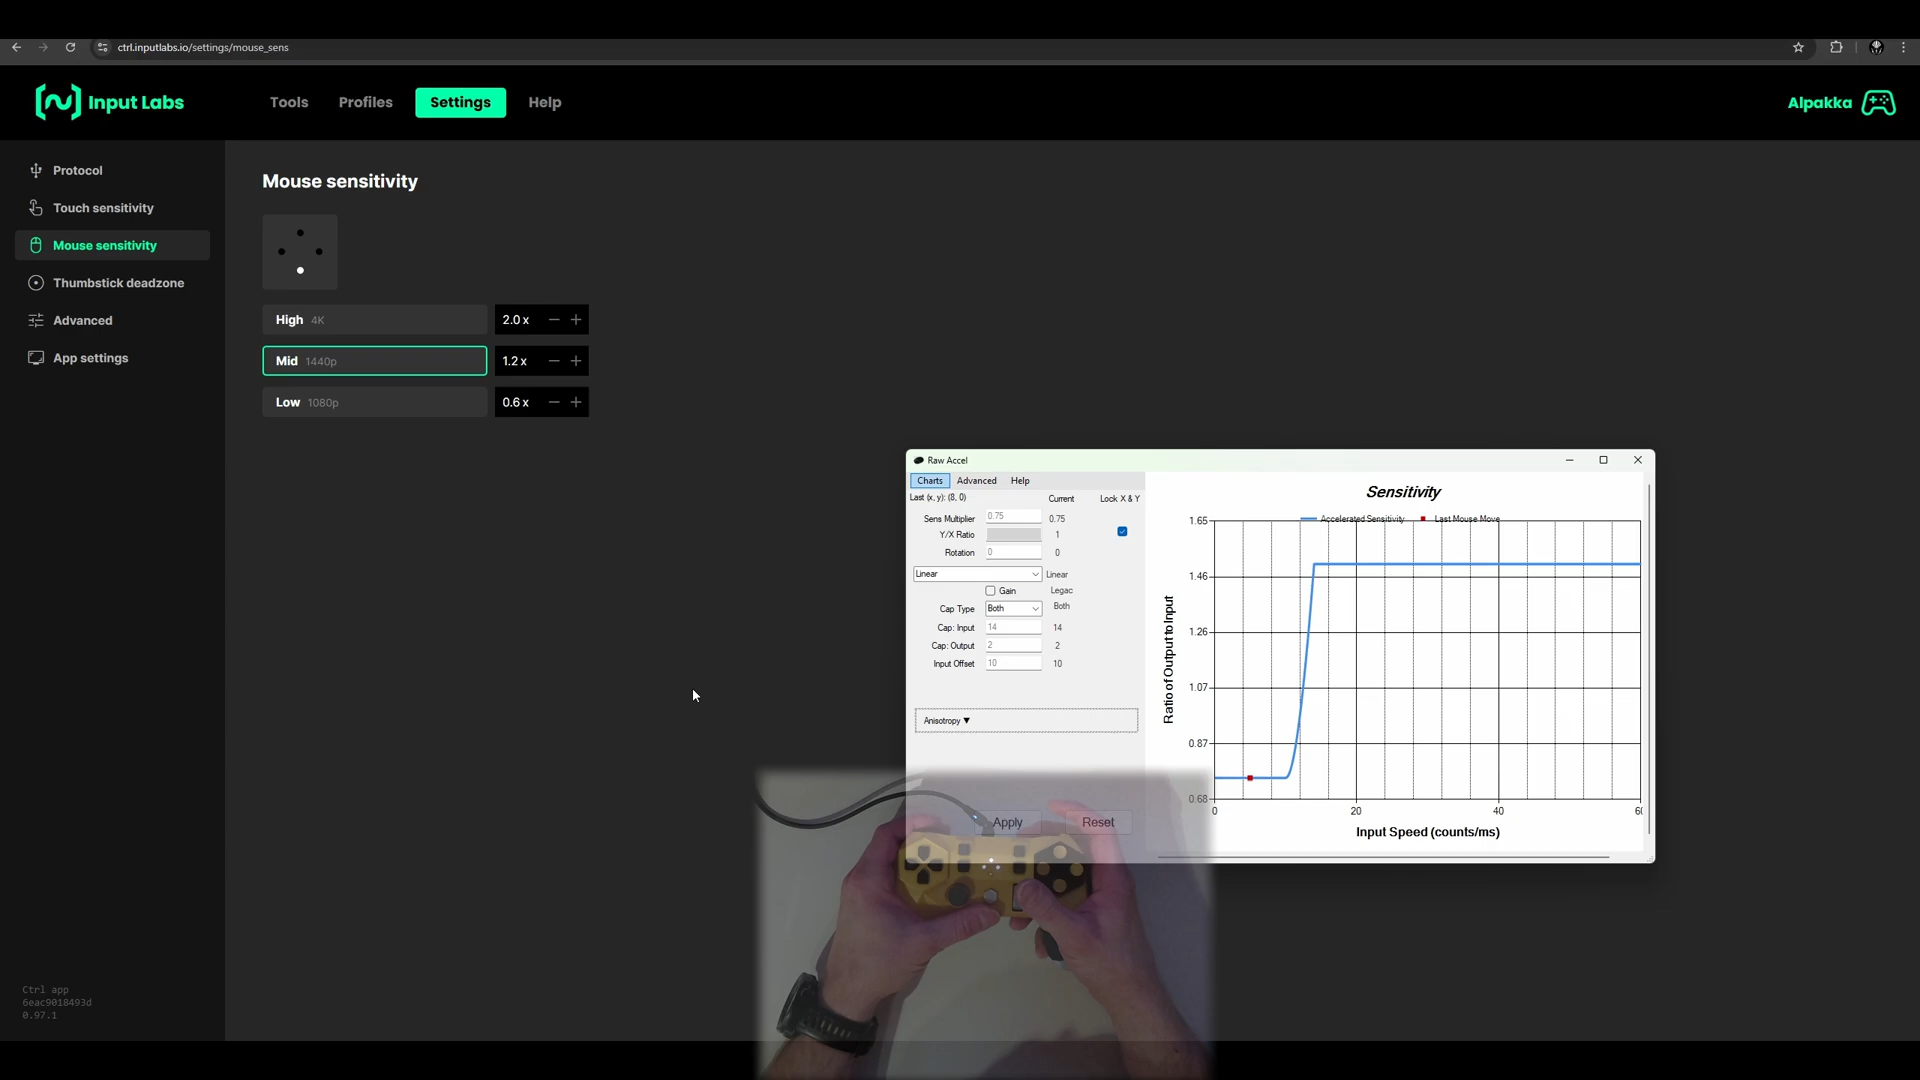 ctrl.inputlabs.io/settings/mouse_sens
Input Labs
Tools
Profiles
Settings
Help
Alpakka
Protocol
Touch sensitivity
Mouse sensitivity
Thumbstick deadzone
Advanced
App settings
Mouse sensitivity
High 4K 2.0 x
Mid 1440p 1.2 x
Low 1080p 0.6 x
Raw Accel
Charts Advanced Help
Last (x, y): (8, 0)
Current
Lock X & Y
Sens Multiplier 0.75 0.75
Y/X Ratio 1
Rotation 0 0
Linear Linear
Gain Legac
Cap Type Both Both
Cap: Input 14 14
Cap: Output 2 2
Input Offset 10 10
Anisotropy ▼
Apply Reset
Sensitivity
Accelerated Sensitivity Last Mouse Move
1.65
1.46
1.26
1.07
0.87
0.68
Ratio of Output to Input
0 20 40 60
Input Speed (counts/ms)
Ctrl app
6eac9018493d
0.97.1